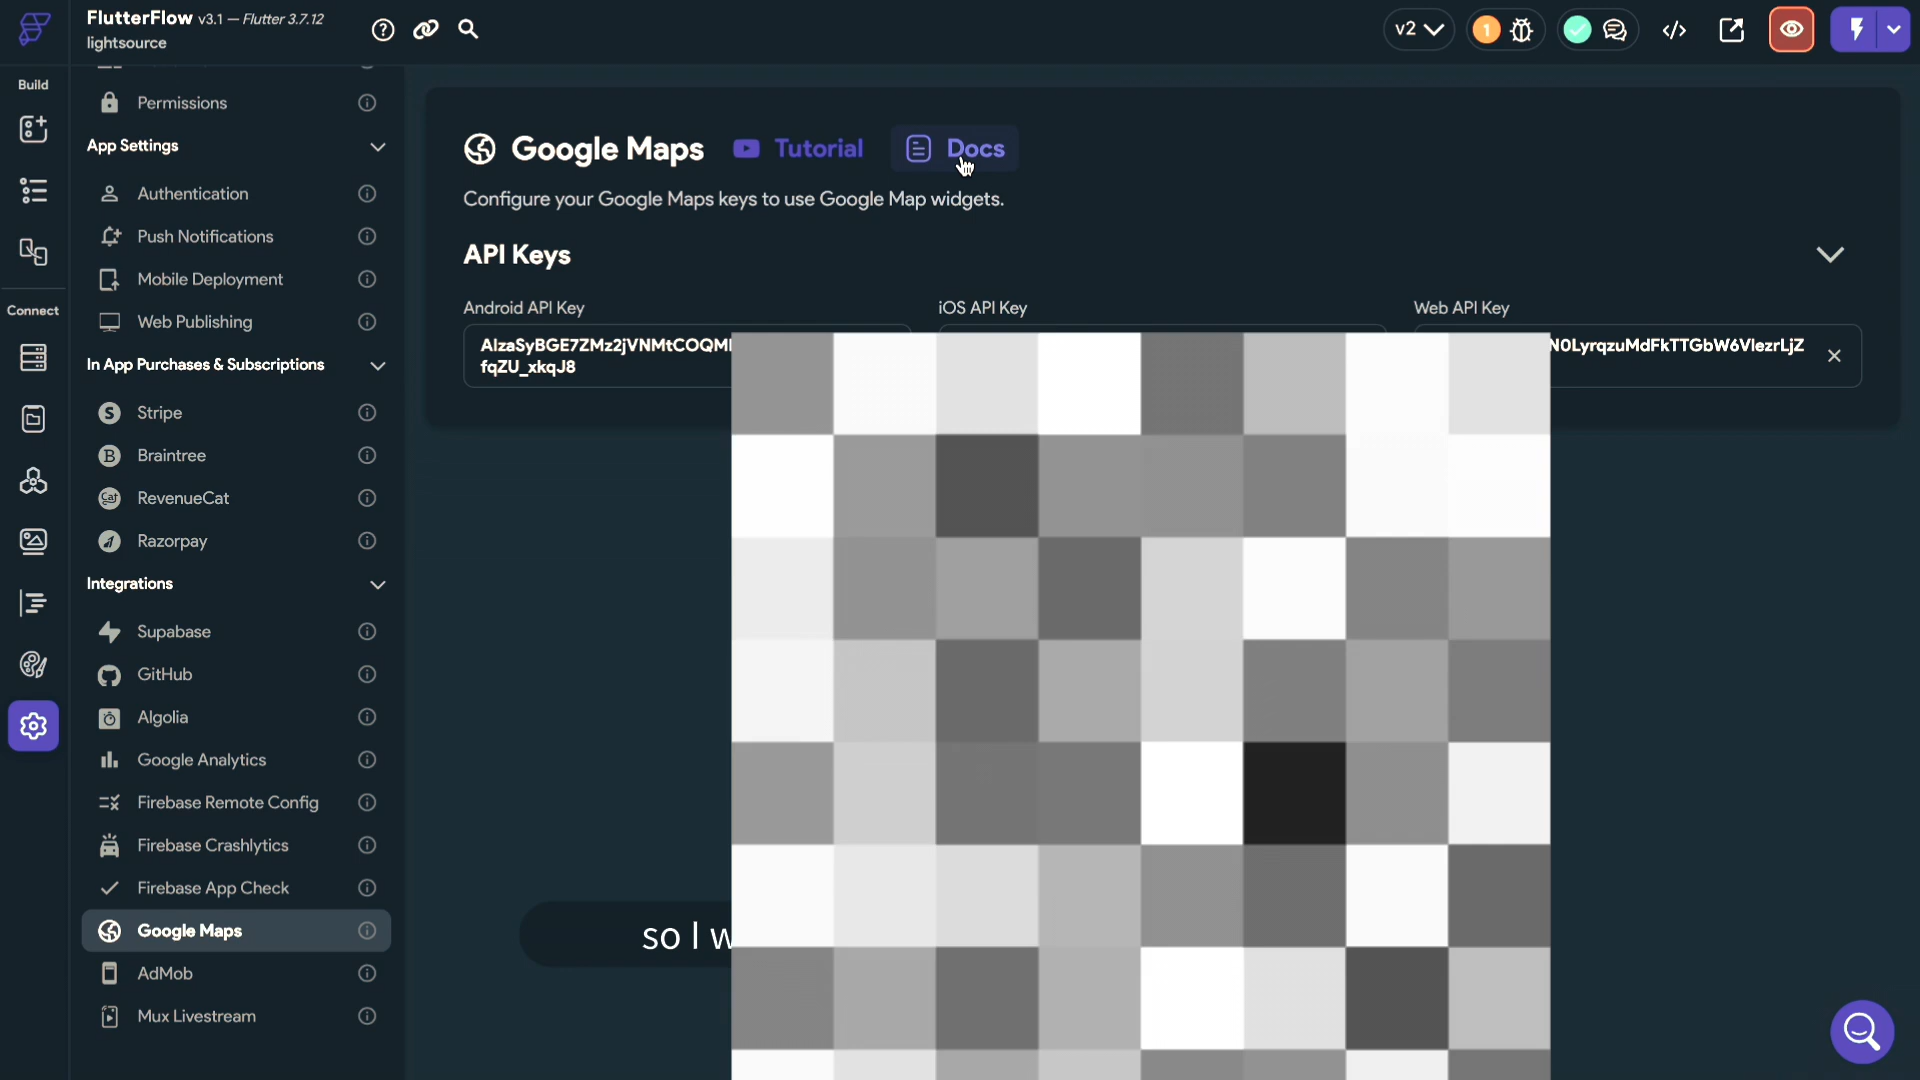 FlutterFlow v3.1 — Flutter 3.7.12
lightsource
v2
1
Build
Connect
Permissions
App Settings
Authentication
Push Notifications
Mobile Deployment
Web Publishing
In App Purchases & Subscriptions
Stripe
Braintree
RevenueCat
Razorpay
Integrations
Supabase
GitHub
Algolia
Google Analytics
Firebase Remote Config
Firebase Crashlytics
Firebase App Check
Google Maps
AdMob
Mux Livestream
Google Maps Tutorial Docs
Configure your Google Maps keys to use Google Map widgets.
API Keys
Android API Key iOS API Key Web API Key
AIzaSyBGE7ZMz2jVNMtCOQM
fqZU_xkqJ8
N0LyrqzuMdFkTTGbW6VlezrLjZ
so I